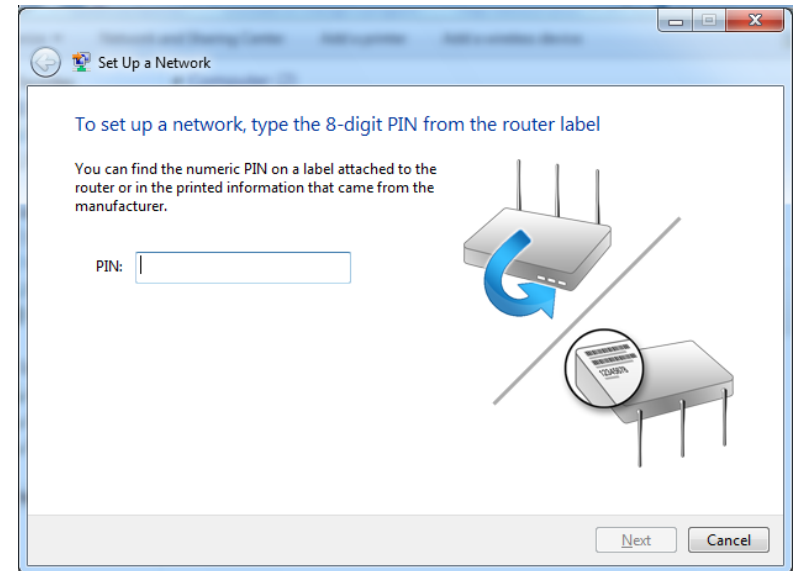 Set Up a Network
To set up a network, type the 8-digit PIN from the router label
You can find the numeric PIN on a label attached to the
router or in the printed information that came from the
manufacturer.
PIN:
12345678
Next
Cancel